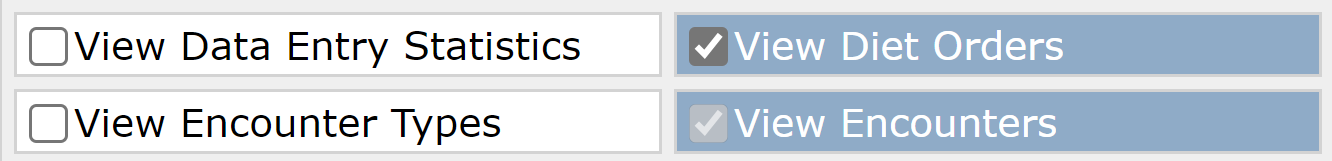 View Data Entry Statistics
View Diet Orders
View Encounter Types
View Encounters